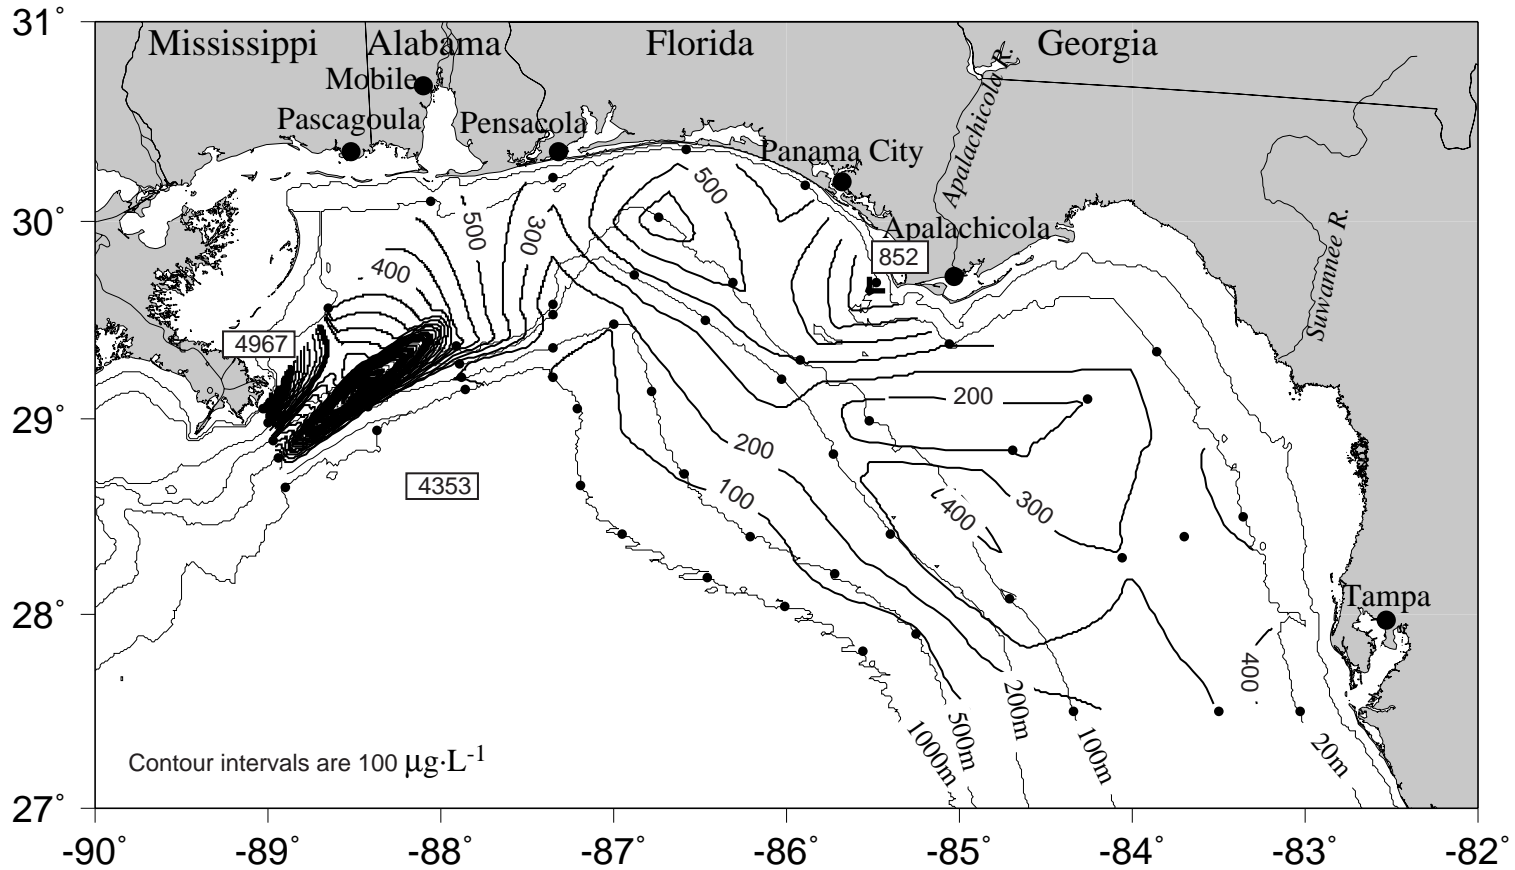 31°
Mississippi
Alabama
Florida
Georgia
Mobile
Pascagoula
Pensacola
Panama City
Apalachicola R.
Apalachicola
Suwannee R.
30°
500
500
300
400
852
L
4967
29°
200
200
100
300
400
4353
28°
Tampa
400
200m
500m
1000m
100m
20m
Contour intervals are 100 µg·L-1
27°
-90°
-89°
-88°
-87°
-86°
-85°
-84°
-83°
-82°